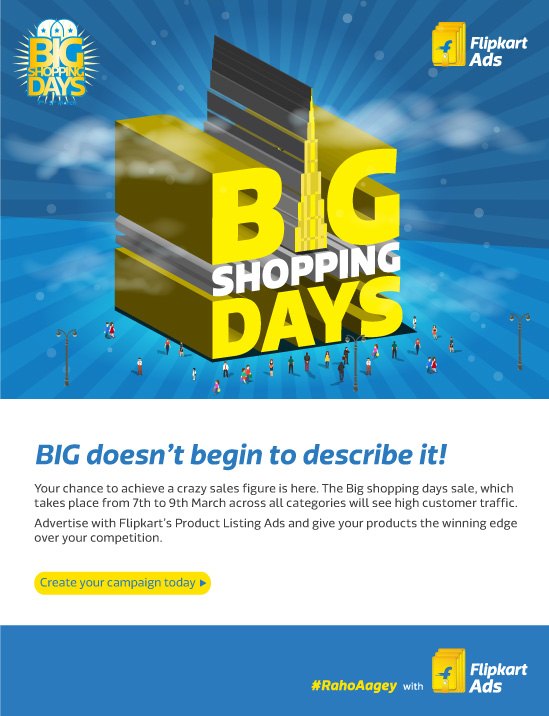 BIG
SHOPPING
DAYS
Flipkart
Ads
BIG
SHOPPING
DAYS
BIG doesn't begin to describe it!
Your chance to achieve a crazy sales figure is here. The Big shopping days sale, which
takes place from 7th to 9th March across all categories will see high customer traffic.
Advertise with Flipkart's Product Listing Ads and give your products the winning edge
over your competition.
Create your campaign today ▶
#RahoAagey with
Flipkart
Ads